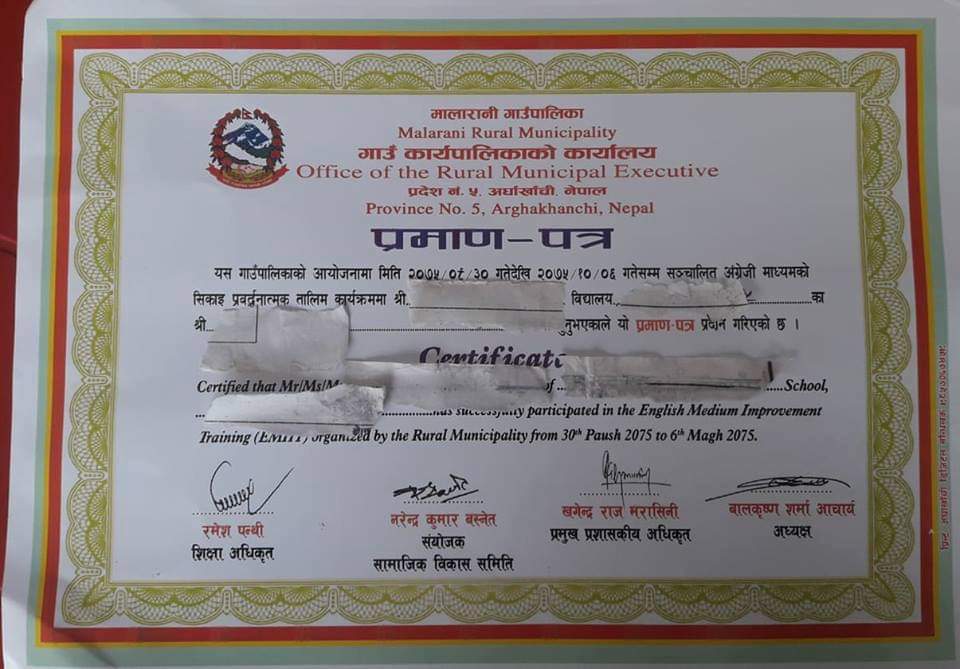 मालारानी गाउँपालिका
Malarani Rural Municipality
गाउँ कार्यपालिकाको कार्यालय
Office of the Rural Municipal Executive
प्रदेश नं. ५, अर्घाखाँची, नेपाल
Province No. 5, Arghakhanchi, Nepal
प्रमाण-पत्र
यस गाउँपालिकाको आयोजनामा मिति २०७५/०९/३० गतेदेखि २०७५/१०/०६ गतेसम्म सञ्चालित अंग्रेजी माध्यमको
सिकाइ प्रवर्द्धनात्मक तालिम कार्यक्रममा श्री. विद्यालय, का
श्री. यो प्रमाण-पत्र प्रदान गरिएको छ ।
Certificate
Certified that Mr/Ms/ of School,
has successfully participated in the English Medium Improvement
Training (EMIT) organized by the Rural Municipality from 30th Paush 2075 to 6th Magh 2075.
रमेश पन्थी
शिक्षा अधिकृत
नरेन्द्र कुमार बस्नेत
संयोजक
सामाजिक विकास समिति
खगेन्द्र राज मरासिनी
प्रमुख प्रशासकीय अधिकृत
बालकृष्ण शर्मा आचार्य
अध्यक्ष